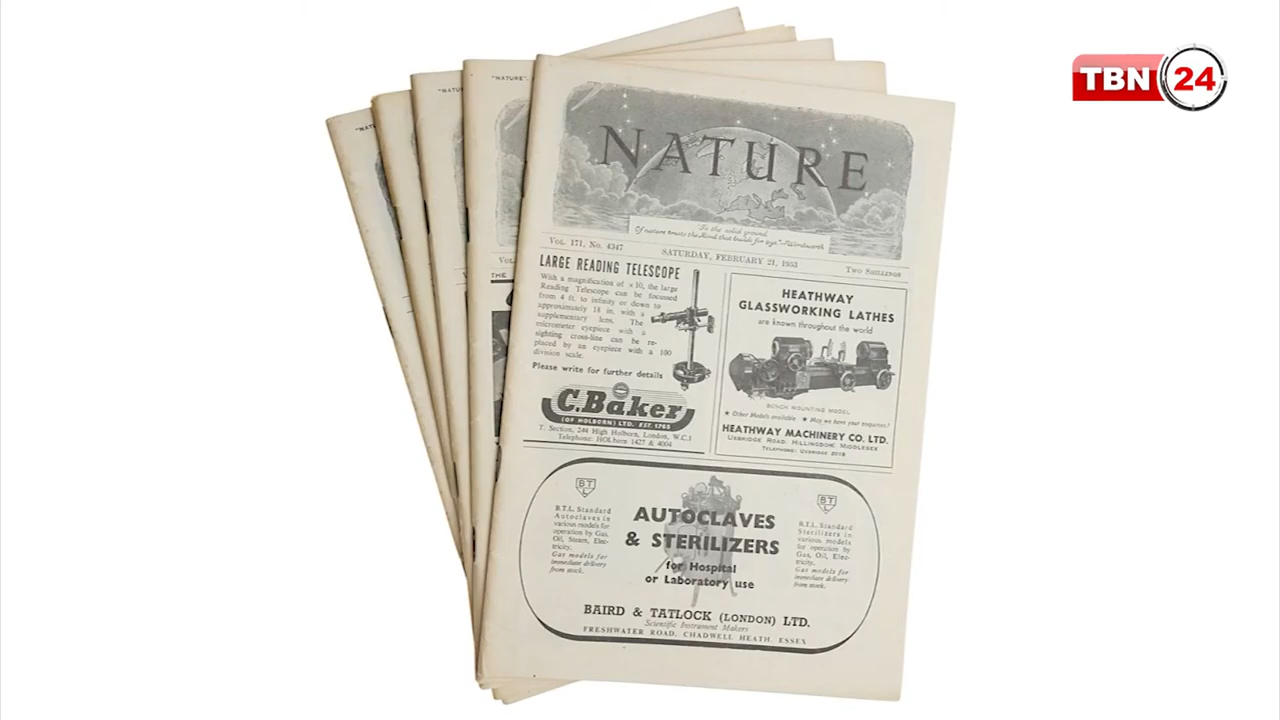 TBN 24
"NATU
"NATURE",
NATURE
To the solid ground
Of nature trusts the Mind that builds for aye."—Wordsworth
VOL. 171, No. 4347
SATURDAY, FEBRUARY 21, 1953
TWO SHILLINGS
LARGE READING TELESCOPE
With a magnification of ×10, the large
Reading Telescope can be focussed
from 4 ft. to infinity or down to
approximately 18 in. with a
supplementary lens. The
micrometer eyepiece with a
sighting cross-line can be re-
placed by an eyepiece with a 100
division scale.
Please write for further details
C. Baker
(OF HOLBORN) LTD. EST. 1765
T. Section, 244 High Holborn, London, W.C.1
Telephone: HOLborn 1427 & 4004
HEATHWAY
GLASSWORKING LATHES
are known throughout the world
BENCH MOUNTING MODEL
★ Other Models available ★ May we have your enquiries?
HEATHWAY MACHINERY CO. LTD.
UXBRIDGE ROAD, HILLINGDON, MIDDLESEX
TELEPHONE: UXBRIDGE 2018
BTL
B.T.L. Standard
Autoclaves in
various models for
operation by Gas,
Oil, Steam, Elec-
tricity.
Gas models for
immediate delivery
from stock.
AUTOCLAVES
& STERILIZERS
for Hospital
or Laboratory use
BTL
B.T.L. Standard
Sterilizers in
various models for
operation by
Gas, Oil, Elec-
tricity.
Gas models for
immediate delivery
from stock.
BAIRD & TATLOCK (LONDON) LTD.
Scientific Instrument Makers
FRESHWATER ROAD, CHADWELL HEATH, ESSEX